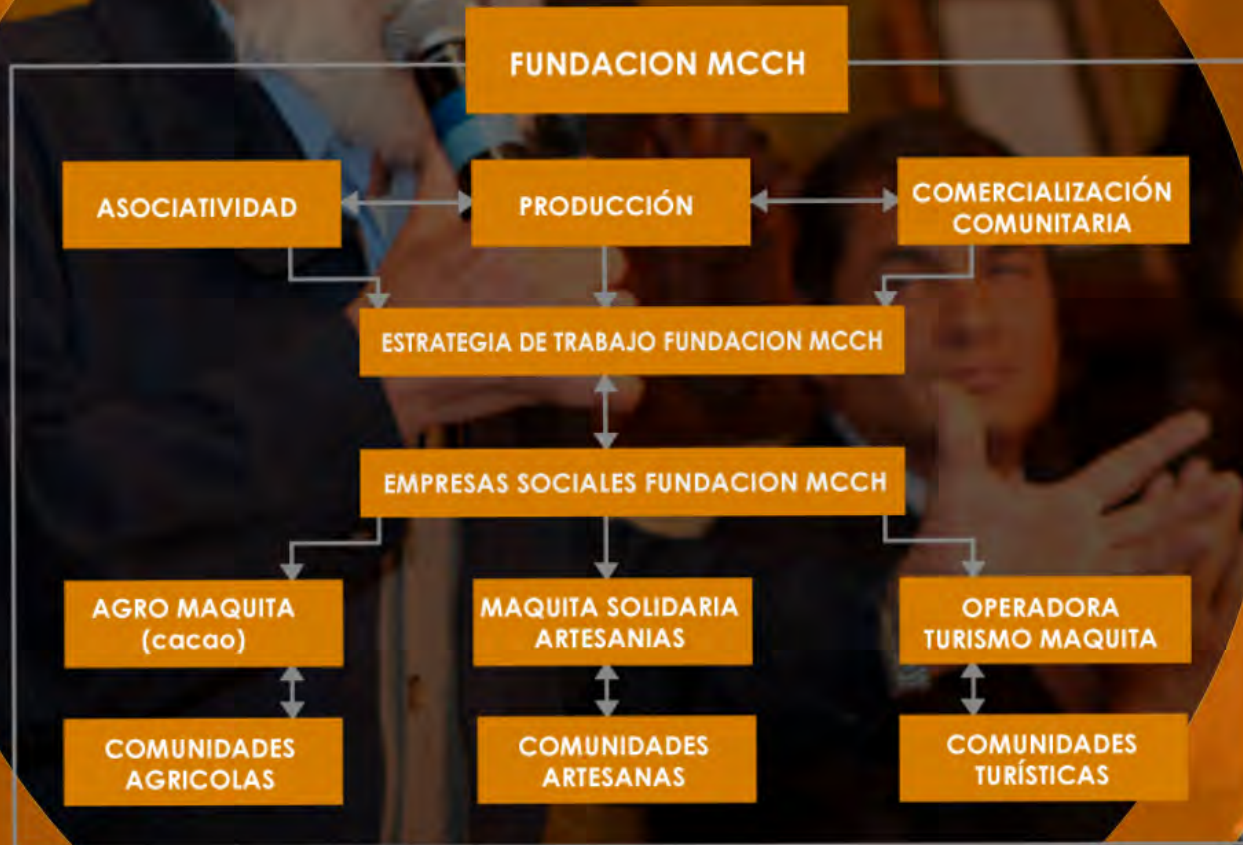 FUNDACION MCCH
ASOCIATIVIDAD
PRODUCCIÓN
COMERCIALIZACIÓN
COMUNITARIA
ESTRATEGIA DE TRABAJO FUNDACION MCCH
EMPRESAS SOCIALES FUNDACION MCCH
AGRO MAQUITA
(cacao)
MAQUITA SOLIDARIA
ARTESANIAS
OPERADORA
TURISMO MAQUITA
COMUNIDADES
AGRICOLAS
COMUNIDADES
ARTESANAS
COMUNIDADES
TURÍSTICAS